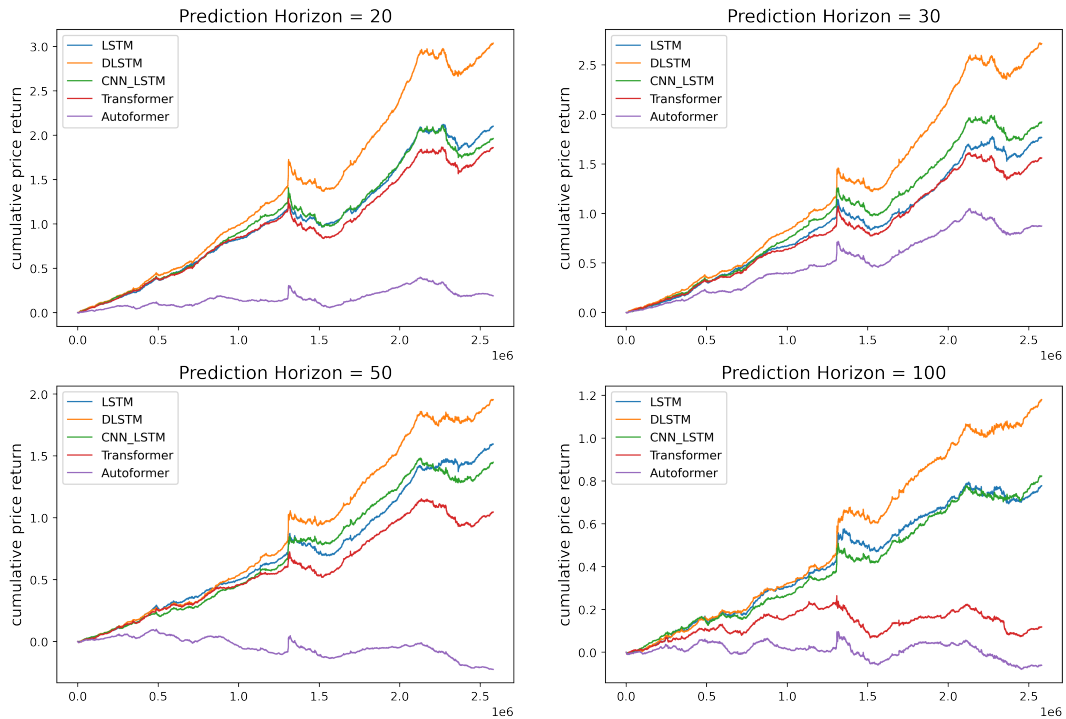 Prediction Horizon = 20
cumulative price return
3.0
2.5
2.0
1.5
1.0
0.5
0.0
LSTM
DLSTM
CNN_LSTM
Transformer
Autoformer
0.0 0.5 1.0 1.5 2.0 2.5
1e6
Prediction Horizon = 30
cumulative price return
2.5
2.0
1.5
1.0
0.5
0.0
LSTM
DLSTM
CNN_LSTM
Transformer
Autoformer
0.0 0.5 1.0 1.5 2.0 2.5
1e6
Prediction Horizon = 50
cumulative price return
2.0
1.5
1.0
0.5
0.0
LSTM
DLSTM
CNN_LSTM
Transformer
Autoformer
0.0 0.5 1.0 1.5 2.0 2.5
1e6
Prediction Horizon = 100
cumulative price return
1.2
1.0
0.8
0.6
0.4
0.2
0.0
LSTM
DLSTM
CNN_LSTM
Transformer
Autoformer
0.0 0.5 1.0 1.5 2.0 2.5
1e6